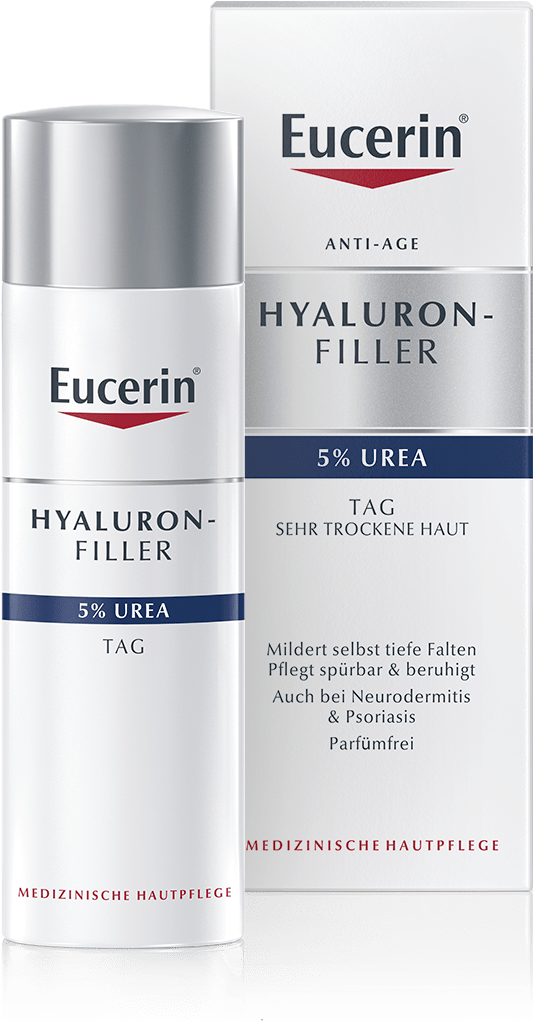 Eucerin®
HYALURON-
FILLER
5% UREA
TAG
MEDIZINISCHE HAUTPFLEGE
Eucerin®
ANTI-AGE
HYALURON-
FILLER
5% UREA
TAG
SEHR TROCKENE HAUT
Mildert selbst tiefe Falten
Pflegt spürbar & beruhigt
Auch bei Neurodermitis
& Psoriasis
Parfümfrei
MEDIZINISCHE HAUTPFLEGE